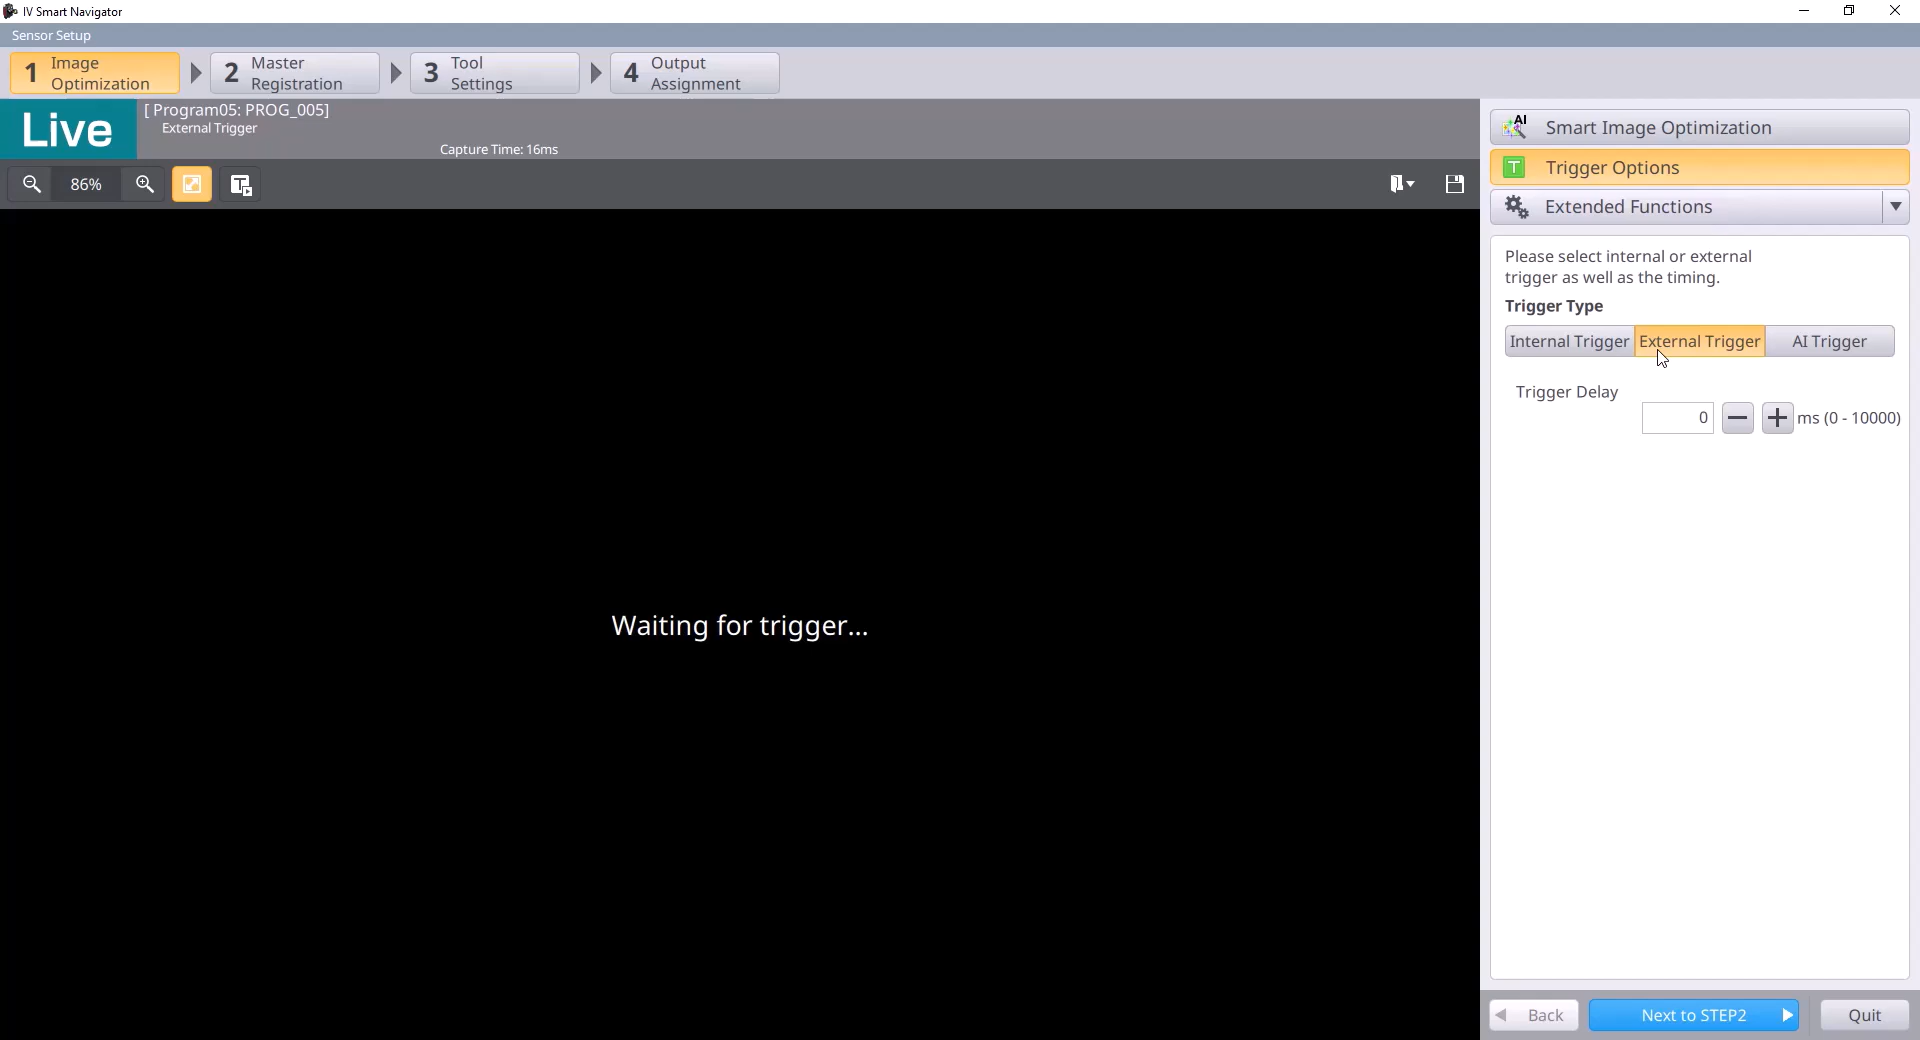 IV Smart Navigator
Sensor Setup
1 Image Optimization
2 Master Registration
3 Tool Settings
4 Output Assignment
Live
[ Program05: PROG_005]
External Trigger
Capture Time: 16ms
86%
Waiting for trigger...
AI
Smart Image Optimization
T
Trigger Options
Extended Functions
Please select internal or external
trigger as well as the timing.
Trigger Type
Internal Trigger External Trigger AI Trigger
Trigger Delay
0 ms (0 - 10000)
Back Next to STEP2 Quit